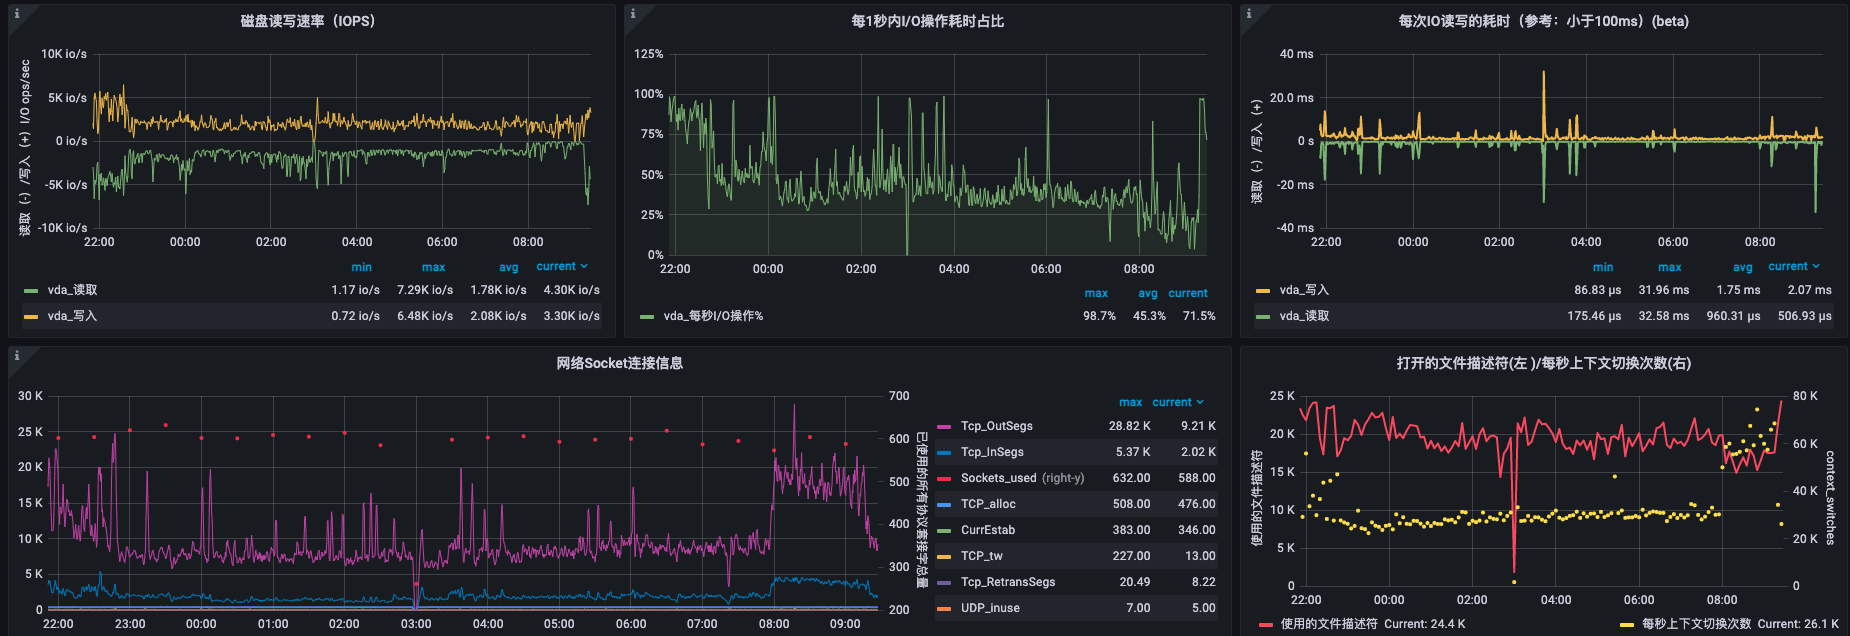 磁盘读写速率（IOPS）
读取（-）/写入（+）I/O ops/sec
10K io/s
5K io/s
0 io/s
-5K io/s
-10K io/s
22:00 00:00 02:00 04:00 06:00 08:00
min max avg current
vda_读取 1.17 io/s 7.29K io/s 1.78K io/s 4.30K io/s
vda_写入 0.72 io/s 6.48K io/s 2.08K io/s 3.30K io/s
每1秒内I/O操作耗时占比
125%
100%
75%
50%
25%
0%
22:00 00:00 02:00 04:00 06:00 08:00
max avg current
vda_每秒I/O操作% 98.7% 45.3% 71.5%
每次IO读写的耗时（参考：小于100ms）(beta)
读取（-）/写入（+）
40 ms
20.0 ms
0 s
-20 ms
-40 ms
22:00 00:00 02:00 04:00 06:00 08:00
min max avg current
vda_写入 86.83 µs 31.96 ms 1.75 ms 2.07 ms
vda_读取 175.46 µs 32.58 ms 960.31 µs 506.93 µs
网络Socket连接信息
30 K
25 K
20 K
15 K
10 K
5 K
0
700
600
500
400
300
200
已使用的所有协议套接字总量
22:00 23:00 00:00 01:00 02:00 03:00 04:00 05:00 06:00 07:00 08:00 09:00
max current
Tcp_OutSegs 28.82 K 9.21 K
Tcp_InSegs 5.37 K 2.02 K
Sockets_used (right-y) 632.00 588.00
TCP_alloc 508.00 476.00
CurrEstab 383.00 346.00
TCP_tw 227.00 13.00
Tcp_RetransSegs 20.49 8.22
UDP_inuse 7.00 5.00
打开的文件描述符(左 )/每秒上下文切换次数(右)
使用的文件描述符
25 K
20 K
15 K
10 K
5 K
0
80 K
60 K
40 K
20 K
0
context_switches
22:00 00:00 02:00 04:00 06:00 08:00
使用的文件描述符 Current: 24.4 K 每秒上下文切换次数 Current: 26.1 K